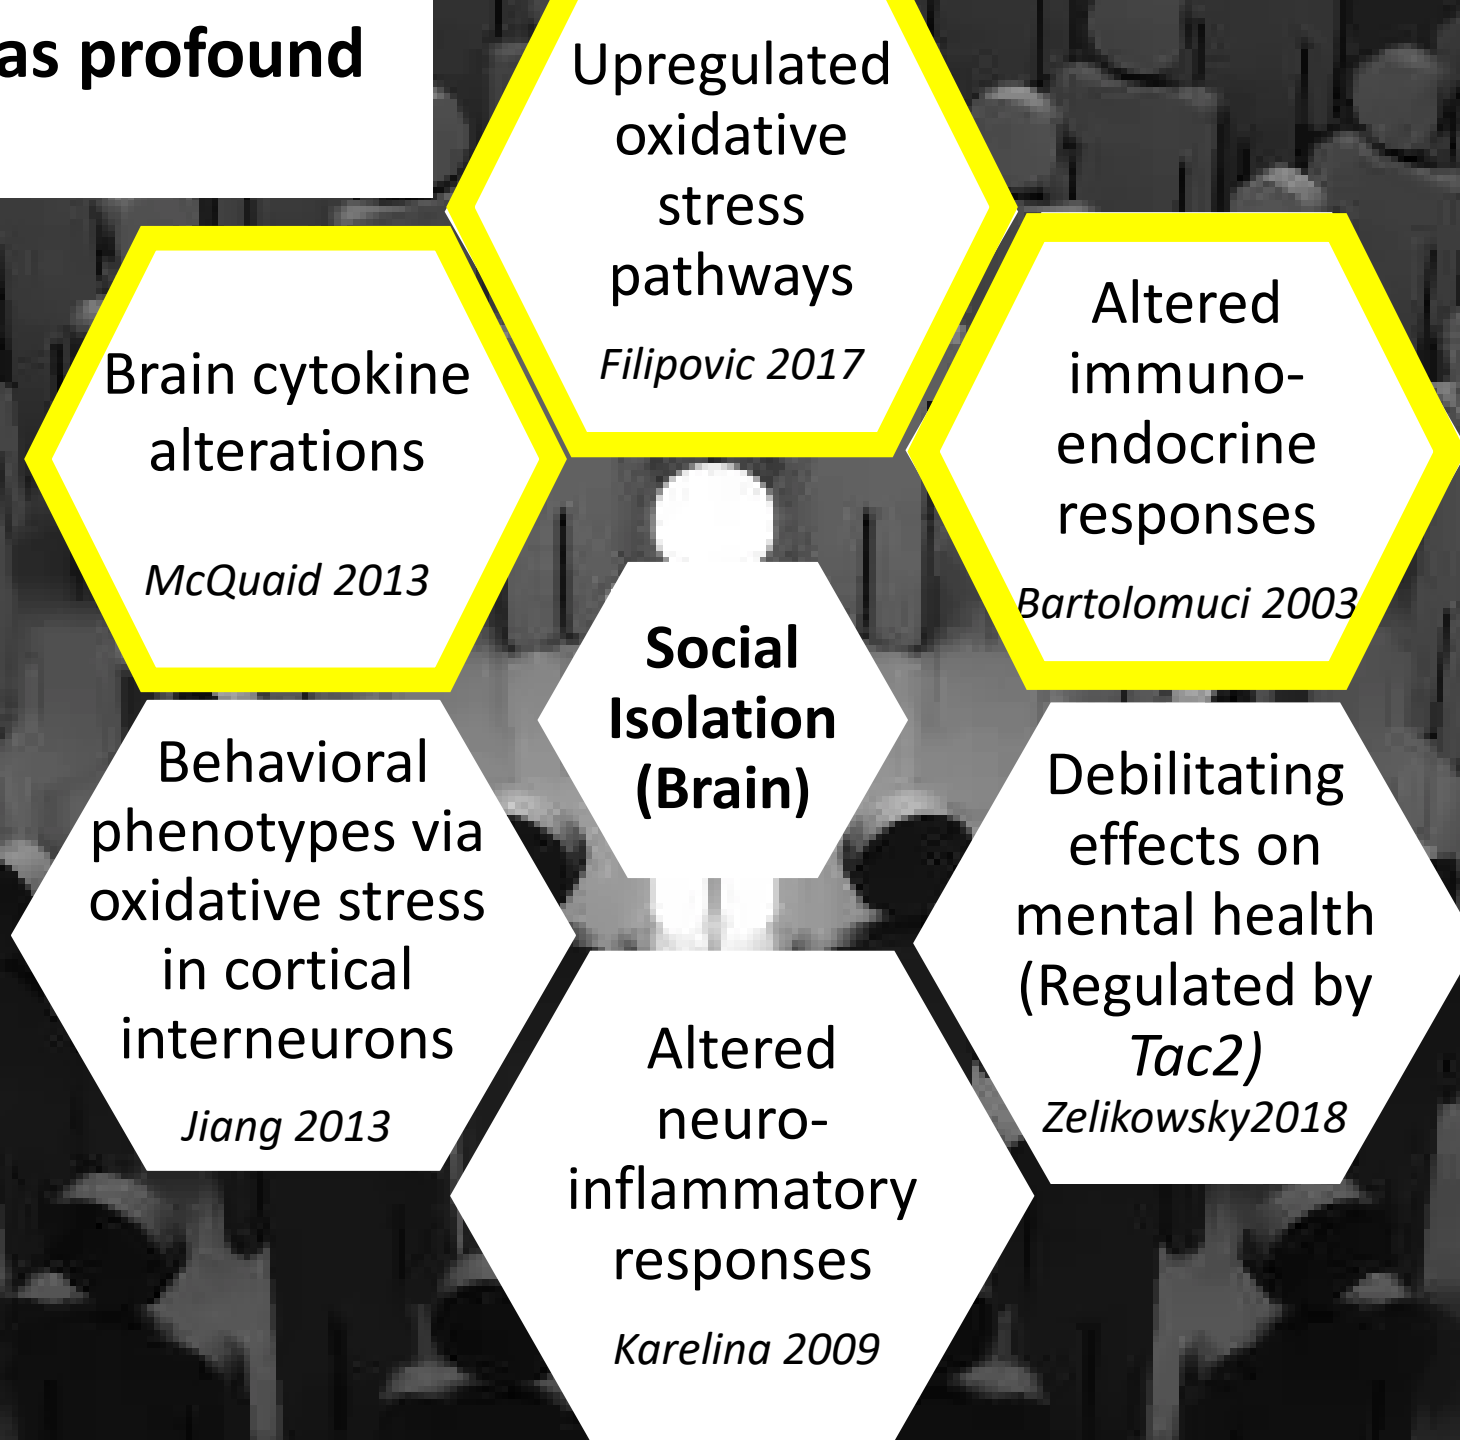 as profound
Upregulated
oxidative
stress
pathways
Filipovic 2017
Brain cytokine
alterations
McQuaid 2013
Altered
immuno-
endocrine
responses
Bartolomuci 2003
Social
Isolation
(Brain)
Behavioral
phenotypes via
oxidative stress
in cortical
interneurons
Jiang 2013
Debilitating
effects on
mental health
(Regulated by
Tac2)
Zelikowsky2018
Altered
neuro-
inflammatory
responses
Karelina 2009